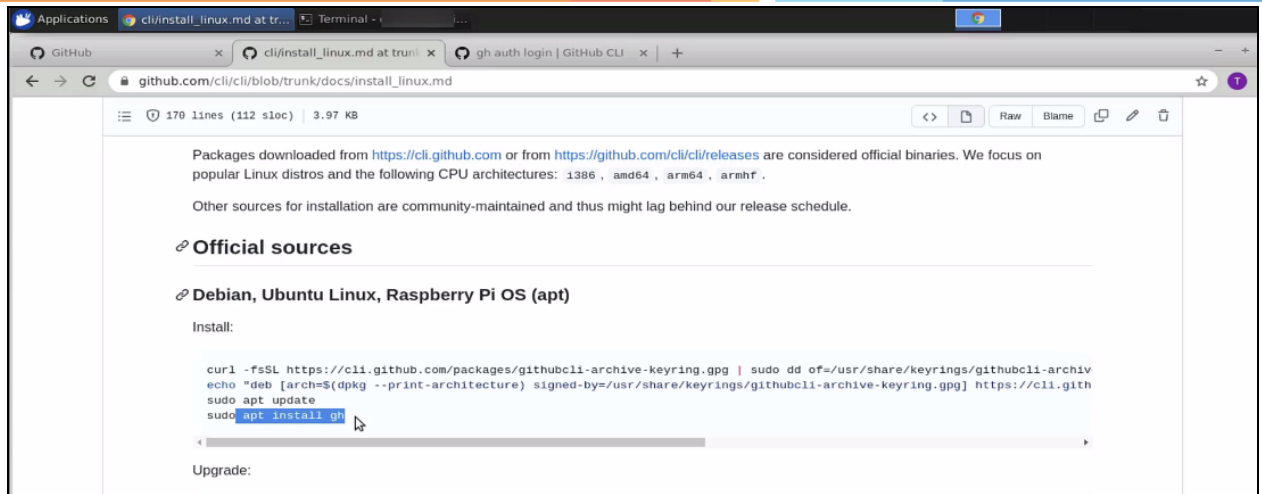 Applications cli/install_linux.md at tr... Terminal - i...
GitHub cli/install_linux.md at trun gh auth login | GitHub CLI
github.com/cli/cli/blob/trunk/docs/install_linux.md T
170 lines (112 sloc) 3.97 KB <> Raw Blame
Packages downloaded from https://cli.github.com or from https://github.com/cli/cli/releases are considered official binaries. We focus on
popular Linux distros and the following CPU architectures: i386 , amd64 , arm64 , armhf .
Other sources for installation are community-maintained and thus might lag behind our release schedule.
Official sources
Debian, Ubuntu Linux, Raspberry Pi OS (apt)
Install:
curl -fsSL https://cli.github.com/packages/githubcli-archive-keyring.gpg | sudo dd of=/usr/share/keyrings/githubcli-archiv
echo "deb [arch=$(dpkg --print-architecture) signed-by=/usr/share/keyrings/githubcli-archive-keyring.gpg] https://cli.gith
sudo apt update
sudo apt install gh
Upgrade: